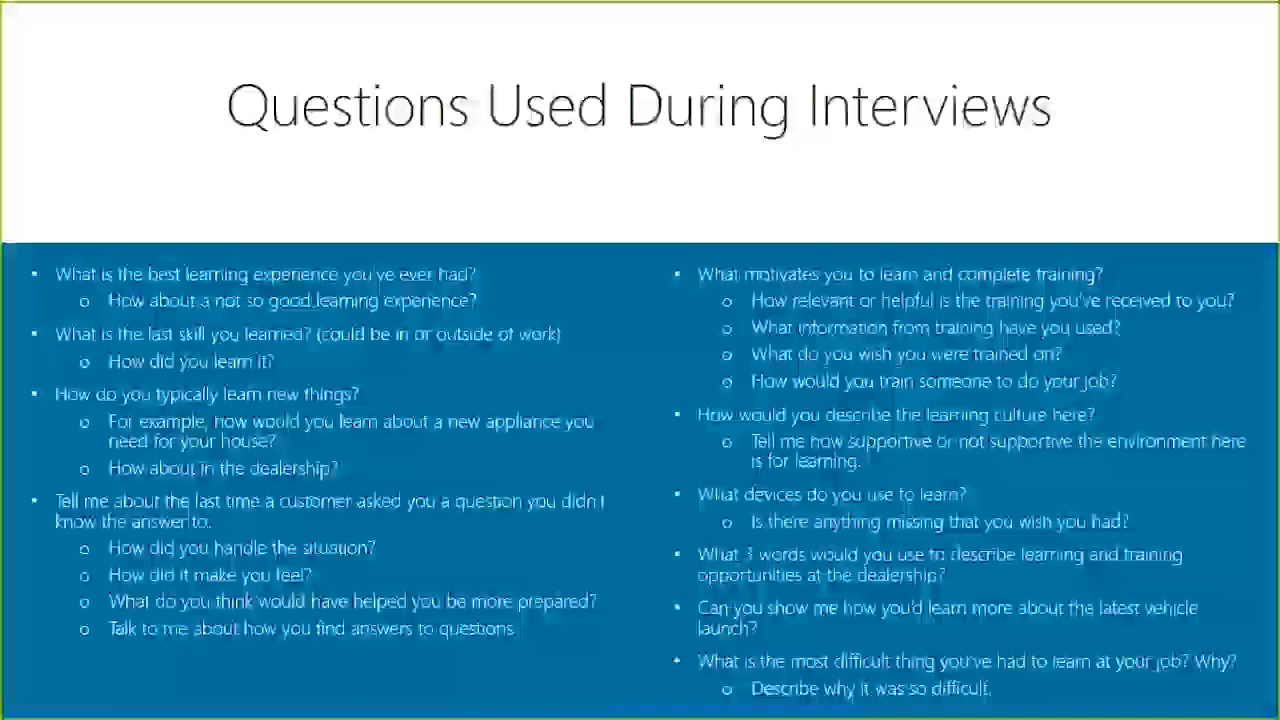 Questions Used During Interviews
• What is the best learning experience you've ever had?
o How about a not so good learning experience?
• What is the last skill you learned? (could be in or outside of work)
o How did you learn it?
• How do you typically learn new things?
o For example, how would you learn about a new appliance you
need for your house?
o How about in the dealership?
• Tell me about the last time a customer asked you a question you didn't
know the answer to.
o How did you handle the situation?
o How did it make you feel?
o What do you think would have helped you be more prepared?
o Talk to me about how you find answers to questions
• What motivates you to learn and complete training?
o How relevant or helpful is the training you've received to you?
o What information from training have you used?
o What do you wish you were trained on?
o How would you train someone to do your job?
• How would you describe the learning culture here?
o Tell me how supportive or not supportive the environment here
is for learning.
• What devices do you use to learn?
o Is there anything missing that you wish you had?
• What 3 words would you use to describe learning and training
opportunities at the dealership?
• Can you show me how you'd learn more about the latest vehicle
launch?
• What is the most difficult thing you've had to learn at your job? Why?
o Describe why it was so difficult.